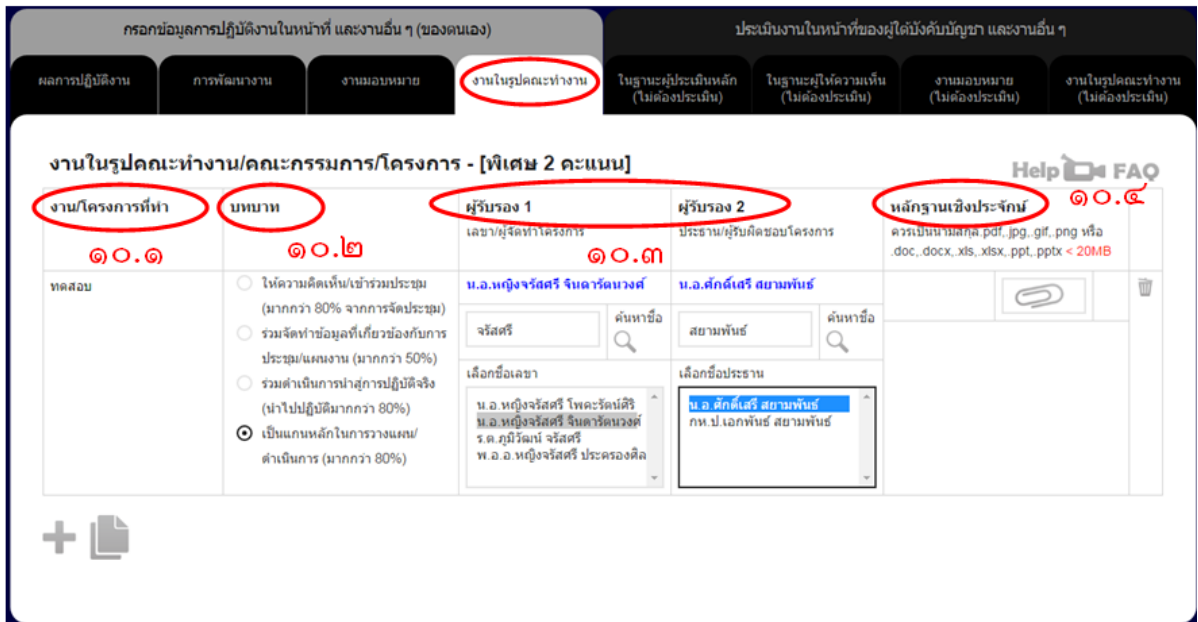 กรอกข้อมูลการปฏิบัติงานในหน้าที่ และงานอื่น ๆ (ของตนเอง)
ประเมินงานในหน้าที่ของผู้ใต้บังคับบัญชา และงานอื่น ๆ
ผลการปฏิบัติงาน
การพัฒนางาน
งานมอบหมาย
งานในรูปคณะทำงาน
ในฐานะผู้ประเมินหลัก
(ไม่ต้องประเมิน)
ในฐานะผู้ให้ความเห็น
(ไม่ต้องประเมิน)
งานมอบหมาย
(ไม่ต้องประเมิน)
งานในรูปคณะทำงาน
(ไม่ต้องประเมิน)
งานในรูปคณะทำงาน/คณะกรรมการ/โครงการ - [พิเศษ 2 คะแนน]
Help FAQ
งาน/โครงการที่ทำ
๑๐.๑
บทบาท
๑๐.๒
ผู้รับรอง 1
เลขา/ผู้จัดทำโครงการ
ผู้รับรอง 2
ประธาน/ผู้รับผิดชอบโครงการ
๑๐.๓
หลักฐานเชิงประจักษ์
๑๐.๔
ควรเป็นนามสกุล.pdf,.jpg,.gif,.png หรือ
.doc,.docx,.xls,.xlsx,.ppt,.pptx < 20MB
ทดสอบ
ให้ความคิดเห็น/เข้าร่วมประชุม
(มากกว่า 80% จากการจัดประชุม)
ร่วมจัดทำข้อมูลที่เกี่ยวข้องกับการ
ประชุม/แผนงาน (มากกว่า 50%)
ร่วมดำเนินการนำสู่การปฏิบัติจริง
(นำไปปฏิบัติมากกว่า 80%)
เป็นแกนหลักในการวางแผน/
ดำเนินการ (มากกว่า 80%)
น.อ.หญิงจรัสศรี จินดารัตนวงศ์
จรัสศรี
ค้นหาชื่อ
เลือกชื่อเลขา
น.อ.หญิงจรัสศรี โพคะรัตน์ศิริ
น.อ.หญิงจรัสศรี จินดารัตนวงศ์
ร.ต.ภูมิวัฒน์ จรัสศรี
พ.อ.อ.หญิงจรัสศรี ประครองศิล
น.อ.ศักดิ์เสรี สยามพันธ์
สยามพันธ์
ค้นหาชื่อ
เลือกชื่อประธาน
น.อ.ศักดิ์เสรี สยามพันธ์
กห.ป.เอกพันธ์ สยามพันธ์